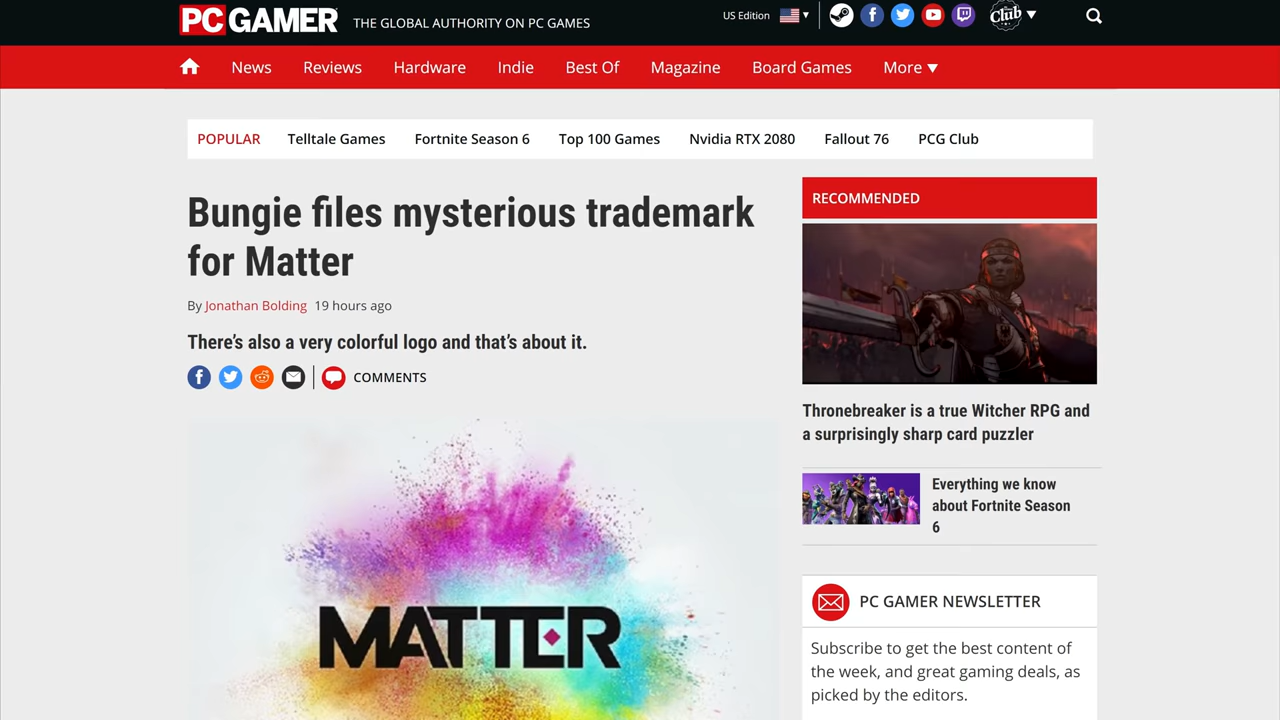 PC GAMER THE GLOBAL AUTHORITY ON PC GAMES
US Edition
Club
News Reviews Hardware Indie Best Of Magazine Board Games More
POPULAR Telltale Games Fortnite Season 6 Top 100 Games Nvidia RTX 2080 Fallout 76 PCG Club
Bungie files mysterious trademark
for Matter
By Jonathan Bolding 19 hours ago
There’s also a very colorful logo and that’s about it.
COMMENTS
MATTER
RECOMMENDED
Thronebreaker is a true Witcher RPG and
a surprisingly sharp card puzzler
Everything we know
about Fortnite Season
6
PC GAMER NEWSLETTER
Subscribe to get the best content of
the week, and great gaming deals, as
picked by the editors.